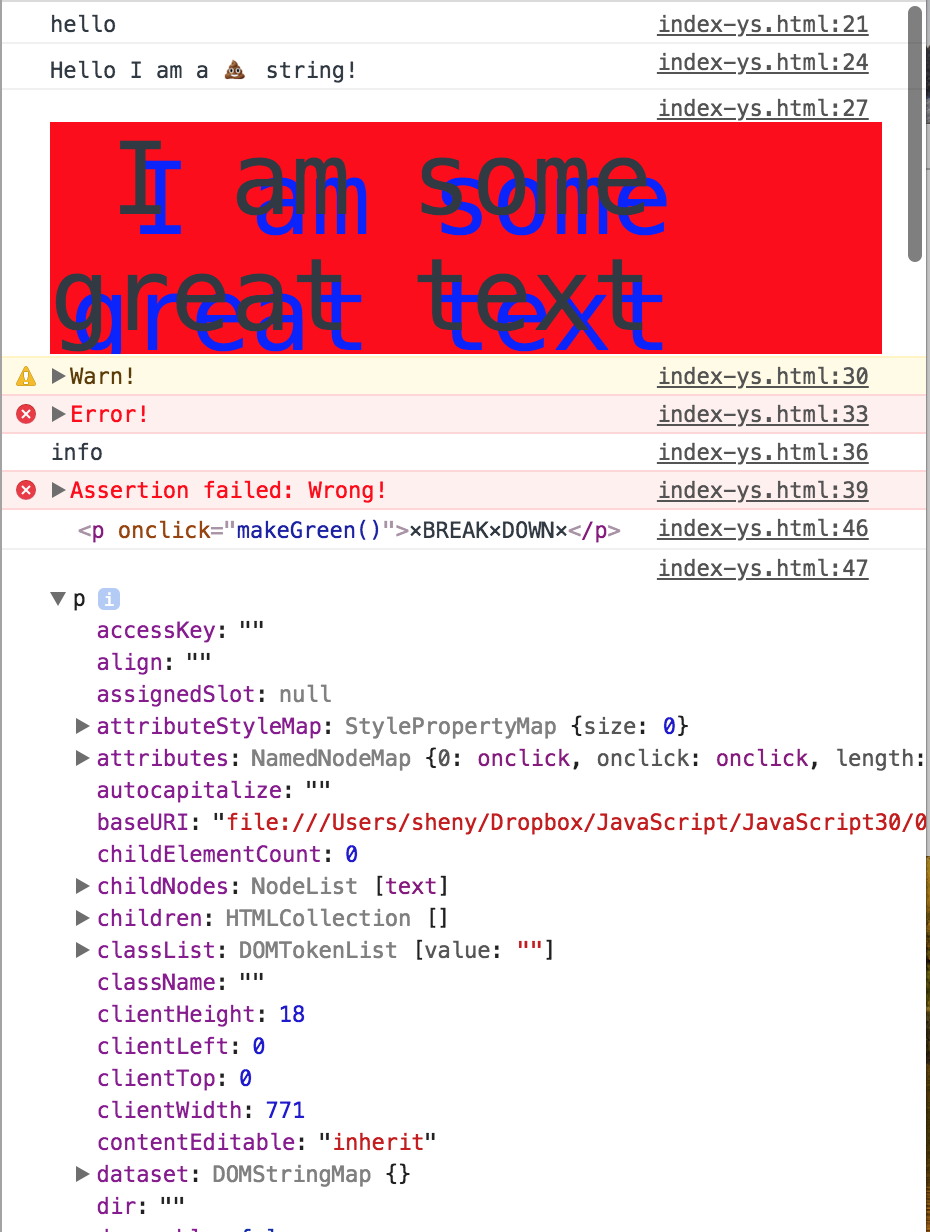 hello index-ys.html:21
Hello I am a 💩 string! index-ys.html:24
index-ys.html:27
I am some
great text
Warn! index-ys.html:30
Error! index-ys.html:33
info index-ys.html:36
Assertion failed: Wrong! index-ys.html:39
<p onclick="makeGreen()">×BREAK×DOWN×</p> index-ys.html:46
index-ys.html:47
▼ p i
accessKey: ""
align: ""
assignedSlot: null
▶ attributeStyleMap: StylePropertyMap {size: 0}
▶ attributes: NamedNodeMap {0: onclick, onclick: onclick, length:
autocapitalize: ""
baseURI: "file:///Users/sheny/Dropbox/JavaScript/JavaScript30/0
childElementCount: 0
▶ childNodes: NodeList [text]
▶ children: HTMLCollection []
▶ classList: DOMTokenList [value: ""]
className: ""
clientHeight: 18
clientLeft: 0
clientTop: 0
clientWidth: 771
contentEditable: "inherit"
▶ dataset: DOMStringMap {}
dir: ""